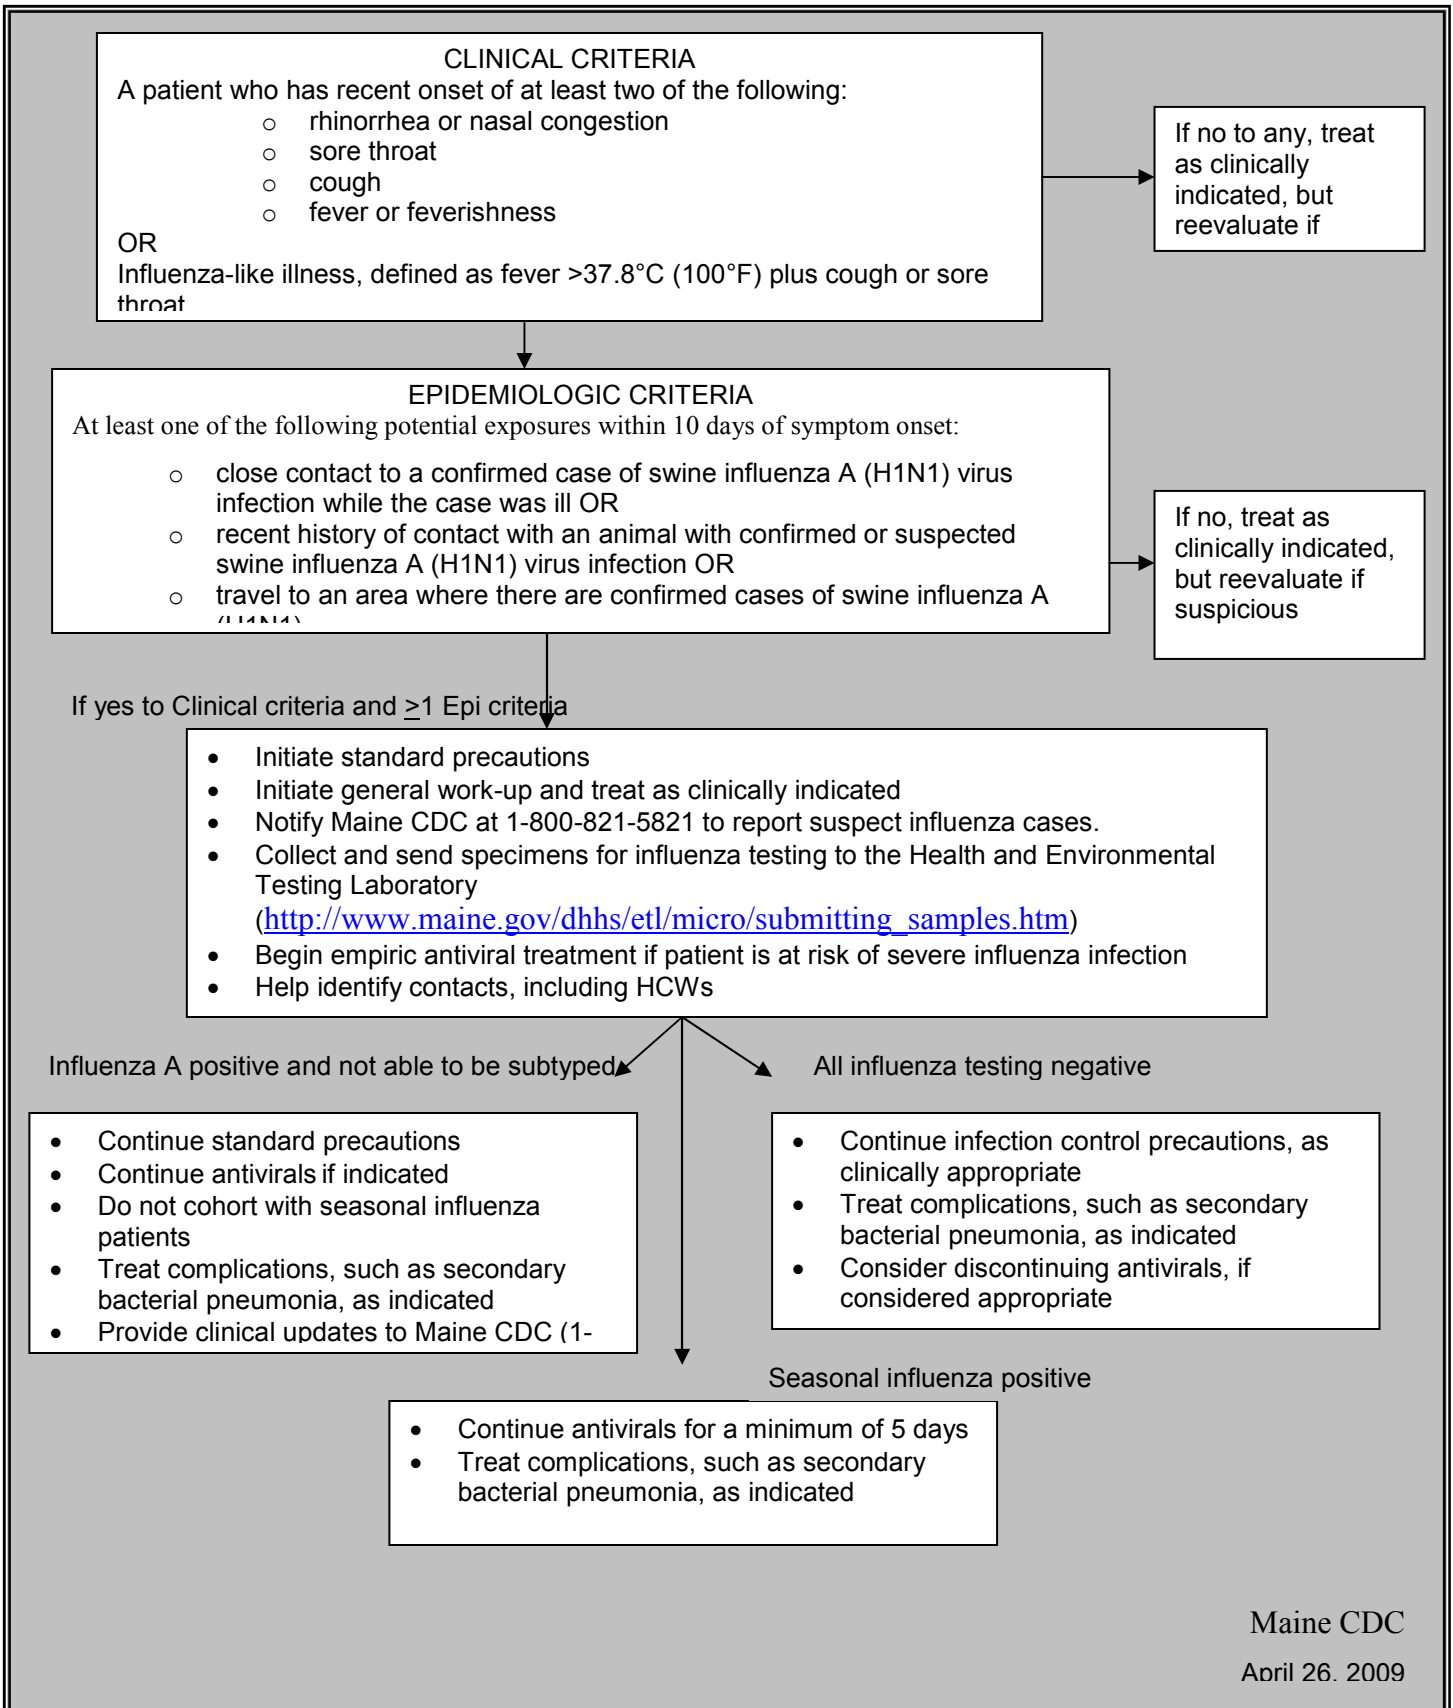 CLINICAL CRITERIA
A patient who has recent onset of at least two of the following:
○ rhinorrhea or nasal congestion
○ sore throat
○ cough
○ fever or feverishness
OR
Influenza-like illness, defined as fever >37.8°C (100°F) plus cough or sore
throat
If no to any, treat
as clinically
indicated, but
reevaluate if
EPIDEMIOLOGIC CRITERIA
At least one of the following potential exposures within 10 days of symptom onset:
○ close contact to a confirmed case of swine influenza A (H1N1) virus
infection while the case was ill OR
○ recent history of contact with an animal with confirmed or suspected
swine influenza A (H1N1) virus infection OR
○ travel to an area where there are confirmed cases of swine influenza A
(H1N1)
If no, treat as
clinically indicated,
but reevaluate if
suspicious
If yes to Clinical criteria and ≥1 Epi criteria
• Initiate standard precautions
• Initiate general work-up and treat as clinically indicated
• Notify Maine CDC at 1-800-821-5821 to report suspect influenza cases.
• Collect and send specimens for influenza testing to the Health and Environmental
Testing Laboratory
(http://www.maine.gov/dhhs/etl/micro/submitting_samples.htm)
• Begin empiric antiviral treatment if patient is at risk of severe influenza infection
• Help identify contacts, including HCWs
Influenza A positive and not able to be subtyped
All influenza testing negative
• Continue standard precautions
• Continue antivirals if indicated
• Do not cohort with seasonal influenza
patients
• Treat complications, such as secondary
bacterial pneumonia, as indicated
• Provide clinical updates to Maine CDC (1-
• Continue infection control precautions, as
clinically appropriate
• Treat complications, such as secondary
bacterial pneumonia, as indicated
• Consider discontinuing antivirals, if
considered appropriate
Seasonal influenza positive
• Continue antivirals for a minimum of 5 days
• Treat complications, such as secondary
bacterial pneumonia, as indicated
Maine CDC
April 26, 2009